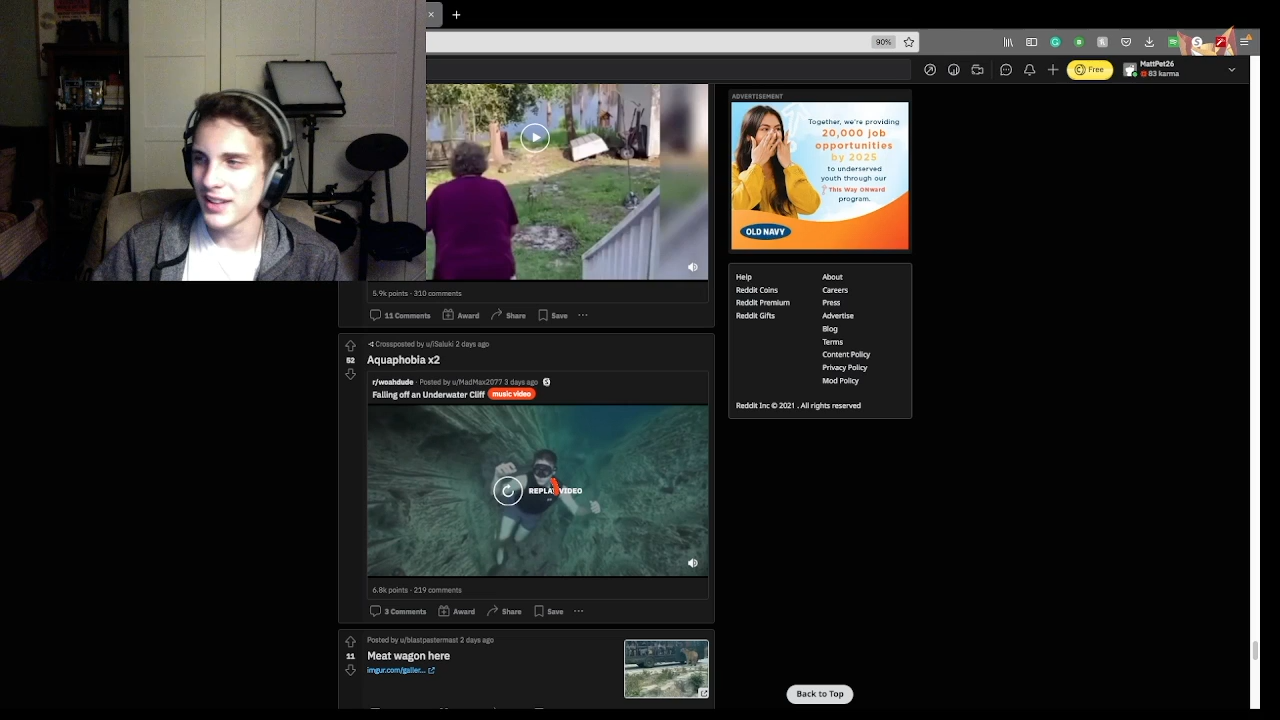 90%
Free
MattPet26
83 karma
5.9k points · 310 comments
11 Comments
Award
Share
Save
52
Crossposted by u/iSaluki 2 days ago
Aquaphobia x2
r/woahdude · Posted by u/MadMax2077 3 days ago
Falling off an Underwater Cliff music video
REPLAY VIDEO
6.8k points · 219 comments
3 Comments
Award
Share
Save
11
Posted by u/blastpastermast 2 days ago
Meat wagon here
imgur.com/galler...
ADVERTISEMENT
Together, we're providing
20,000 job
opportunities
by 2025
to underserved
youth through our
This Way ONward
program.
OLD NAVY
Help
Reddit Coins
Reddit Premium
Reddit Gifts
About
Careers
Press
Advertise
Blog
Terms
Content Policy
Privacy Policy
Mod Policy
Reddit Inc © 2021 . All rights reserved
Back to Top